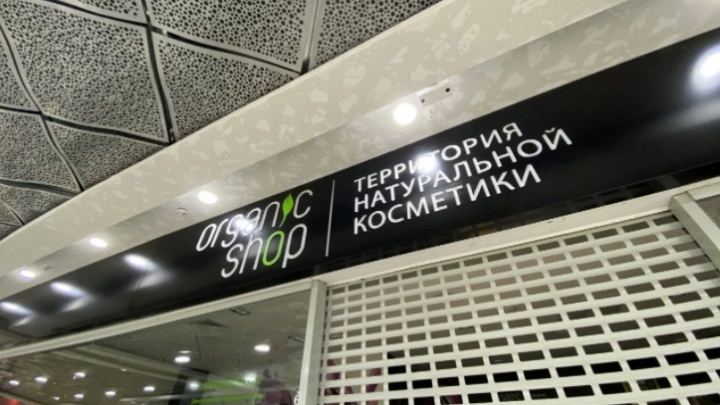 organic
shop
ТЕРРИТОРИЯ
НАТУРАЛЬНОЙ
КОСМЕТИКИ